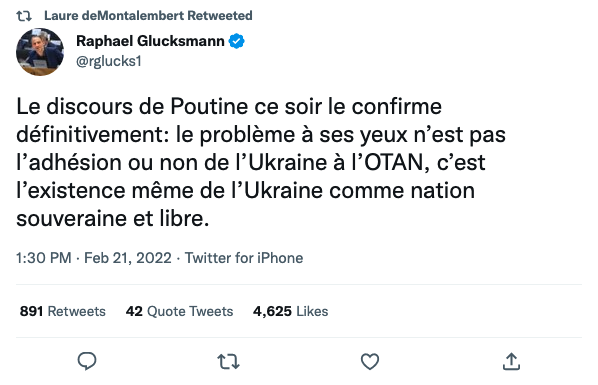 Laure deMontalembert Retweeted
Raphael Glucksmann
@rglucks1
Le discours de Poutine ce soir le confirme
définitivement: le problème à ses yeux n’est pas
l’adhésion ou non de l’Ukraine à l’OTAN, c’est
l’existence même de l’Ukraine comme nation
souveraine et libre.
1:30 PM · Feb 21, 2022 · Twitter for iPhone
891 Retweets 42 Quote Tweets 4,625 Likes